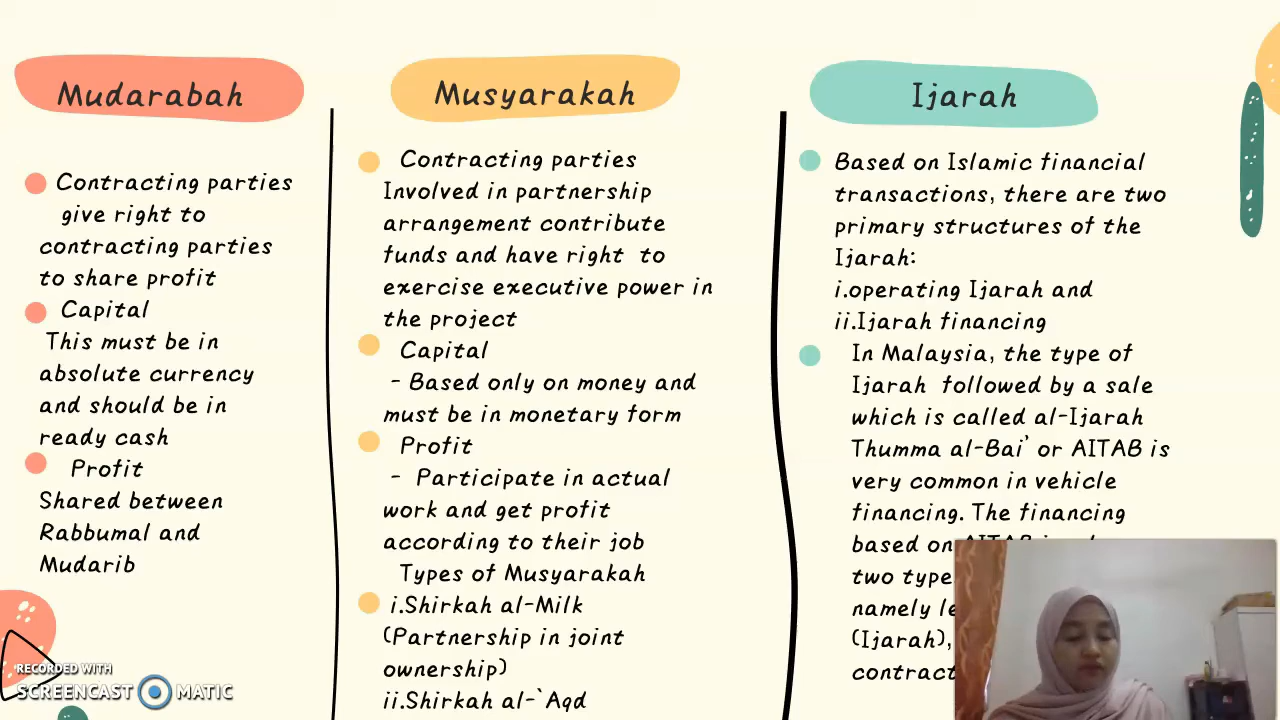 Mudarabah
Contracting parties
give right to
contracting parties
to share profit
Capital
This must be in
absolute currency
and should be in
ready cash
Profit
Shared between
Rabbumal and
Mudarib
Musyarakah
Contracting parties
Involved in partnership
arrangement contribute
funds and have right to
exercise executive power in
the project
Capital
- Based only on money and
must be in monetary form
Profit
- Participate in actual
work and get profit
according to their job
Types of Musyarakah
i.Shirkah al-Milk
(Partnership in joint
ownership)
ii.Shirkah al-`Aqd
Ijarah
Based on Islamic financial
transactions, there are two
primary structures of the
Ijarah:
i.operating Ijarah and
ii.Ijarah financing
In Malaysia, the type of
Ijarah followed by a sale
which is called al-Ijarah
Thumma al-Bai' or AITAB is
very common in vehicle
financing. The financing
based on AITAB
two type
namely
(Ijarah),
contract
RECORDED WITH
SCREENCAST MATIC